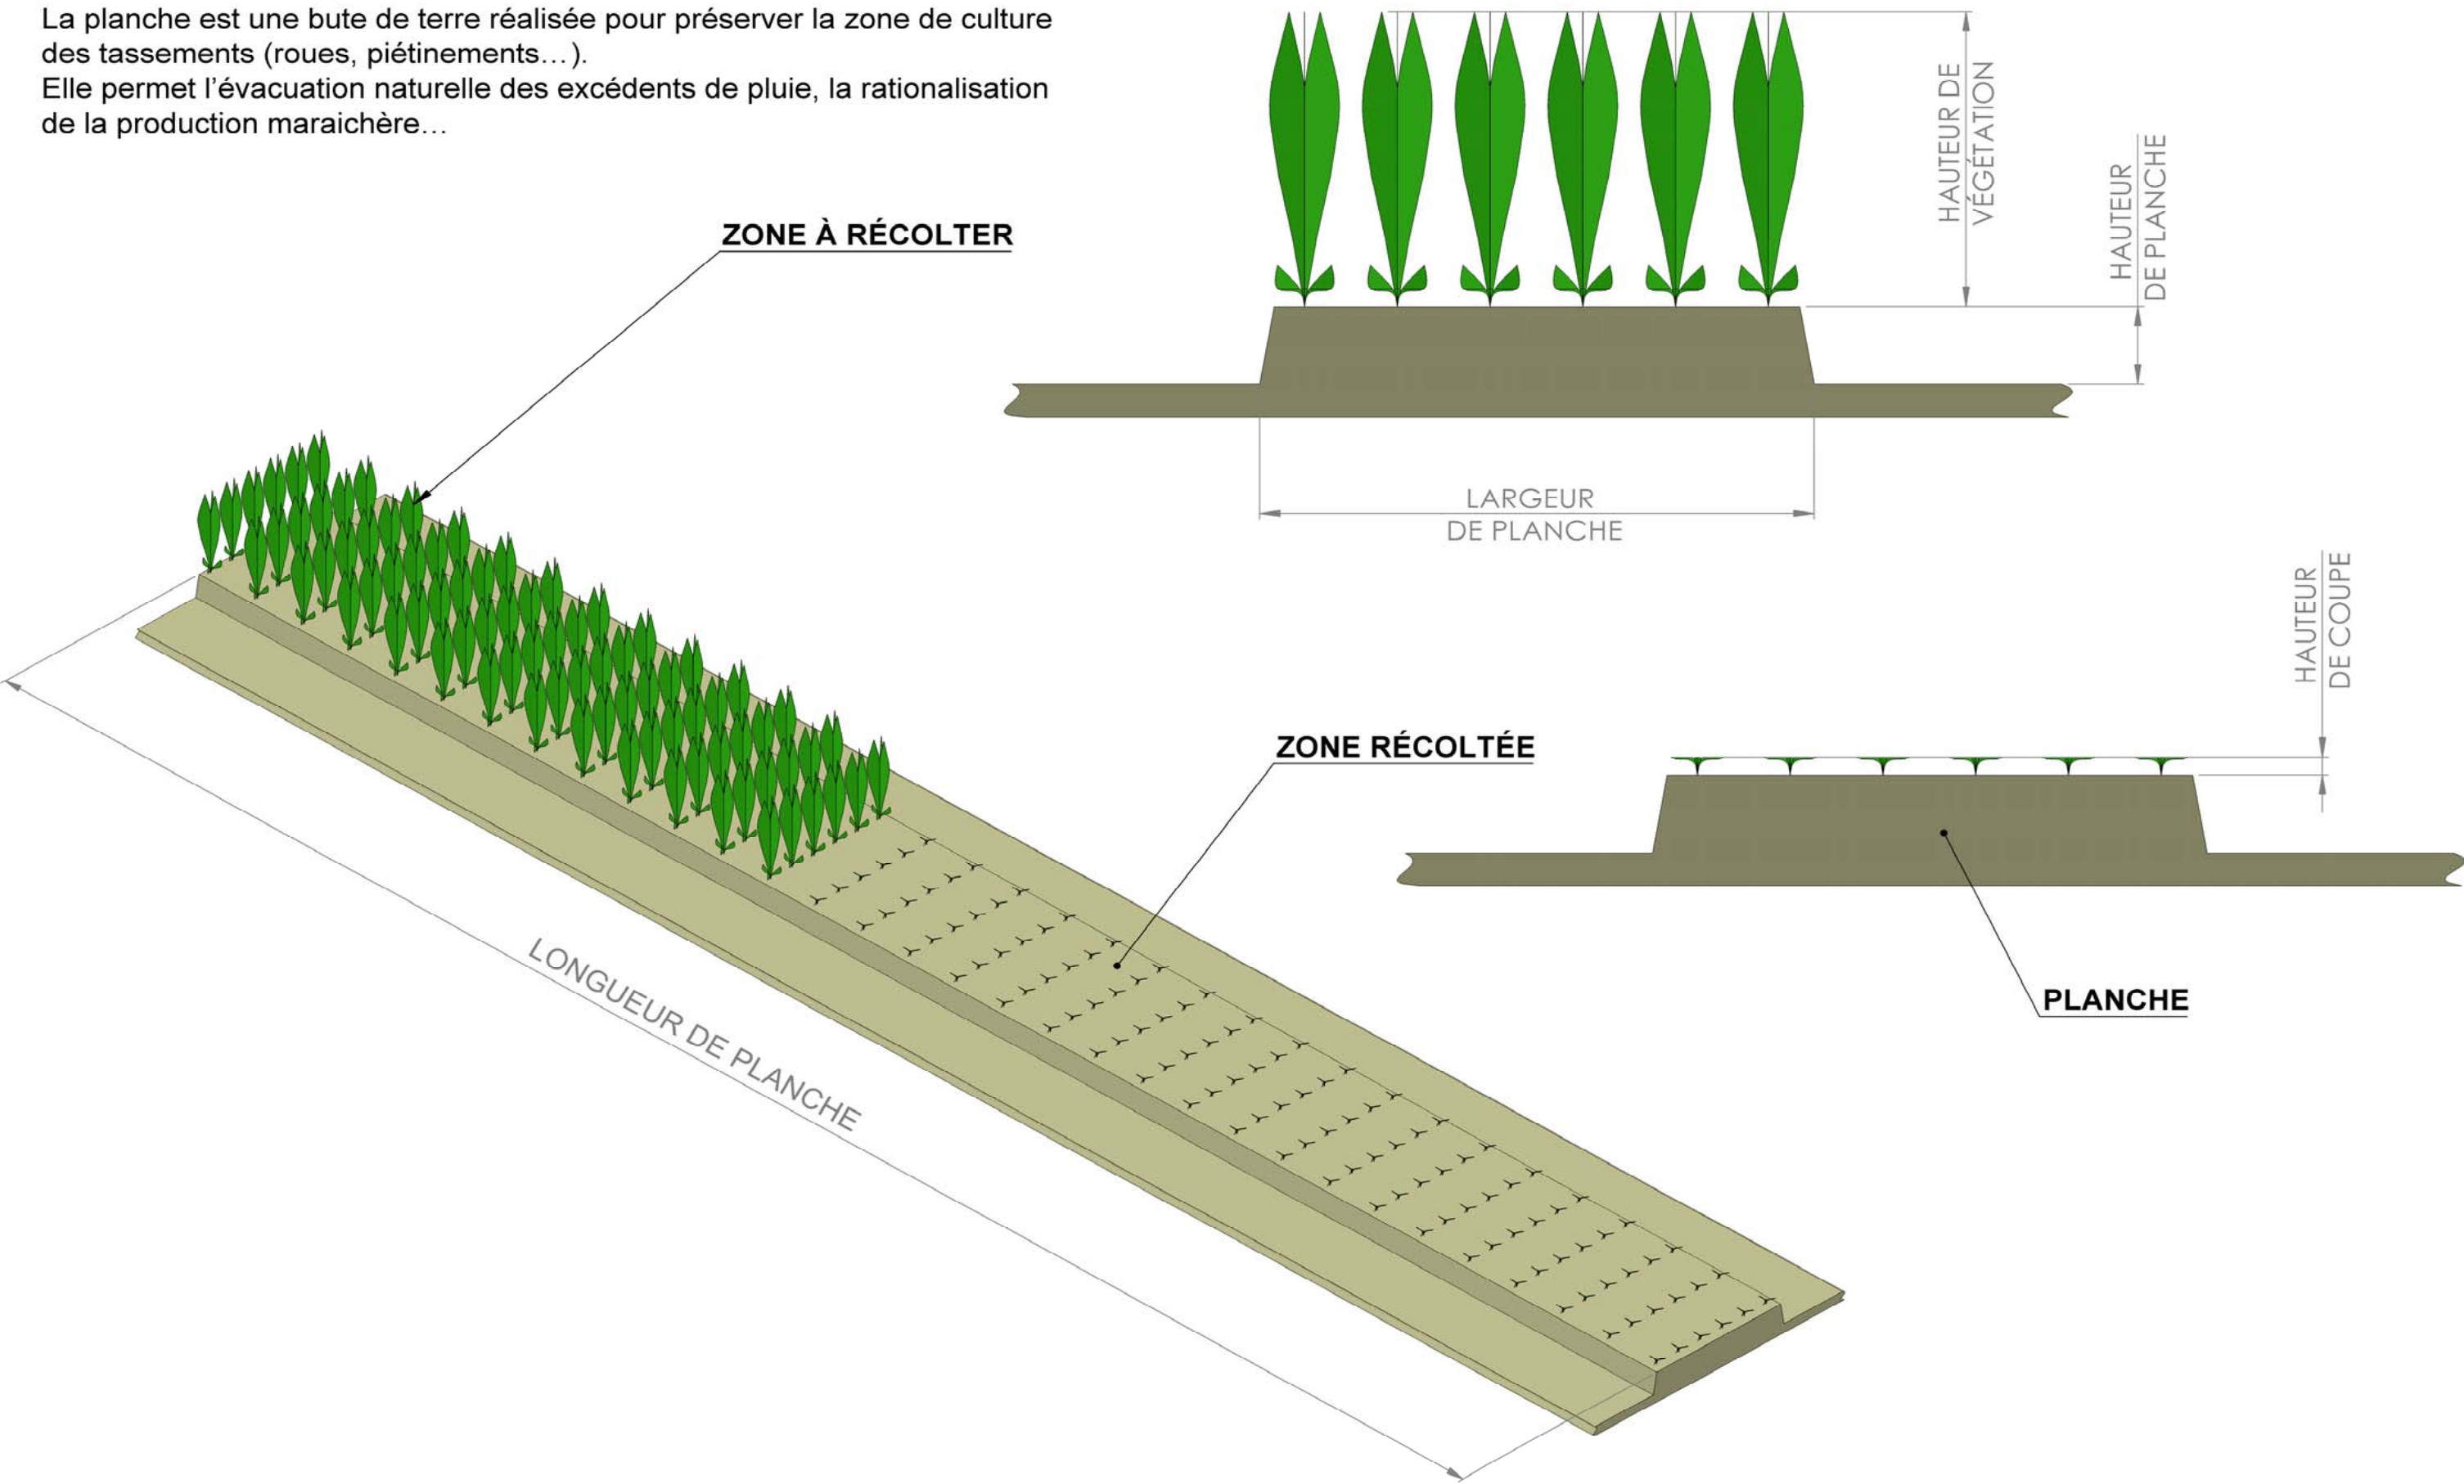 La planche est une bute de terre réalisée pour préserver la zone de culture
des tassements (roues, piétinements…).
Elle permet l'évacuation naturelle des excédents de pluie, la rationalisation
de la production maraichère…
HAUTEUR DE
VÉGÉTATION
HAUTEUR
DE PLANCHE
ZONE À RÉCOLTER
LARGEUR
DE PLANCHE
HAUTEUR
DE COUPE
ZONE RÉCOLTÉE
LONGUEUR DE PLANCHE
PLANCHE